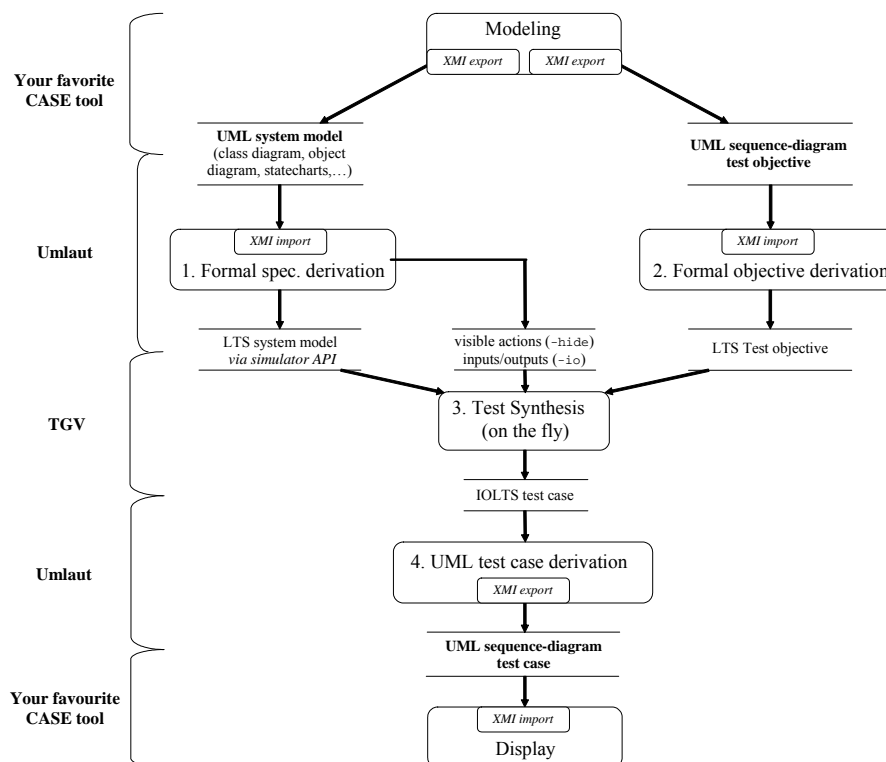 Modeling
XMI export
XMI export
Your favorite
CASE tool
UML system model
(class diagram, object
diagram, statecharts,…)
UML sequence-diagram
test objective
Umlaut
XMI import
1. Formal spec. derivation
XMI import
2. Formal objective derivation
LTS system model
via simulator API
visible actions (-hide)
inputs/outputs (-io)
LTS Test objective
TGV
3. Test Synthesis
(on the fly)
IOLTS test case
Umlaut
4. UML test case derivation
XMI export
UML sequence-diagram
test case
Your favourite
CASE tool
XMI import
Display